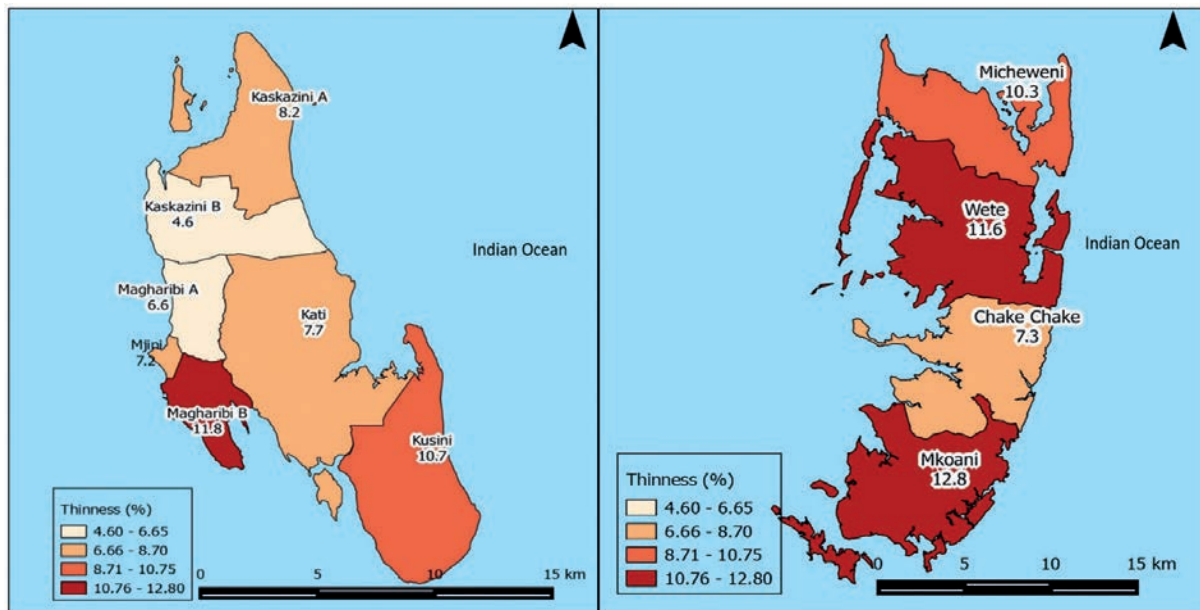 Kaskazini A
8.2
Kaskazini B
4.6
Indian Ocean
Magharibi A
6.6
Kati
7.7
Mjini
7.2
Magharibi B
11.8
Kusini
10.7
Thinness (%)
4.60 - 6.65
6.66 - 8.70
8.71 - 10.75
10.76 - 12.80
0 5 10 15 km
Micheweni
10.3
Wete
11.6
Indian Ocean
Chake Chake
7.3
Mkoani
12.8
Thinness (%)
4.60 - 6.65
6.66 - 8.70
8.71 - 10.75
10.76 - 12.80
0 5 10 15 km